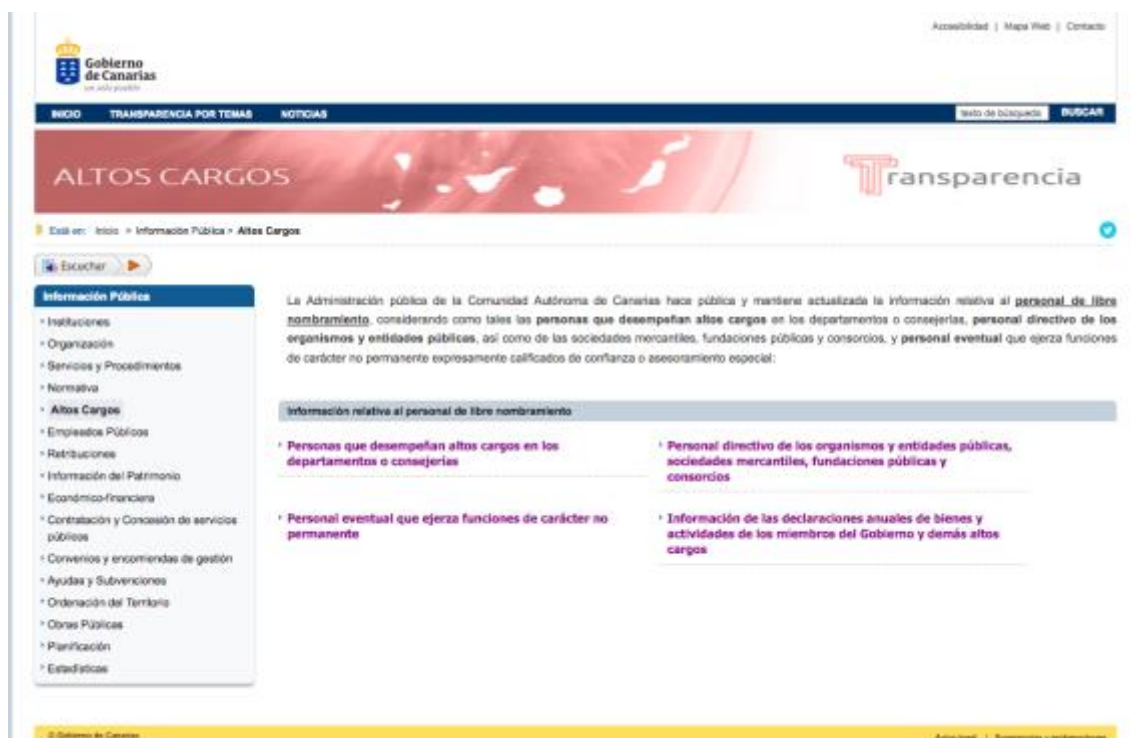 Accesibilidad | Mapa Web | Contacto
Gobierno
de Canarias
un solo pueblo
INICIO TRANSPARENCIA POR TEMAS NOTICIAS
texto de búsqueda BUSCAR
ALTOS CARGOS
Transparencia
Está en: Inicio > Información Pública > Altos Cargos
Escuchar
Información Pública
Instituciones
Organización
Servicios y Procedimientos
Normativa
Altos Cargos
Empleados Públicos
Retribuciones
Información del Patrimonio
Económico-financiera
Contratación y Concesión de servicios
públicos
Convenios y encomiendas de gestión
Ayudas y Subvenciones
Ordenación del Territorio
Obras Públicas
Planificación
Estadísticas
La Administración pública de la Comunidad Autónoma de Canarias hace pública y mantiene actualizada la información relativa al personal de libre
nombramiento, considerando como tales las personas que desempeñan altos cargos en los departamentos o consejerías, personal directivo de los
organismos y entidades públicas, así como de las sociedades mercantiles, fundaciones públicas y consorcios, y personal eventual que ejerza funciones
de carácter no permanente expresamente calificados de confianza o asesoramiento especial:
Información relativa al personal de libre nombramiento
Personas que desempeñan altos cargos en los
departamentos o consejerías
Personal directivo de los organismos y entidades públicas,
sociedades mercantiles, fundaciones públicas y
consorcios
Personal eventual que ejerza funciones de carácter no
permanente
Información de las declaraciones anuales de bienes y
actividades de los miembros del Gobierno y demás altos
cargos
© Gobierno de Canarias
Aviso legal | Sugerencias y reclamaciones